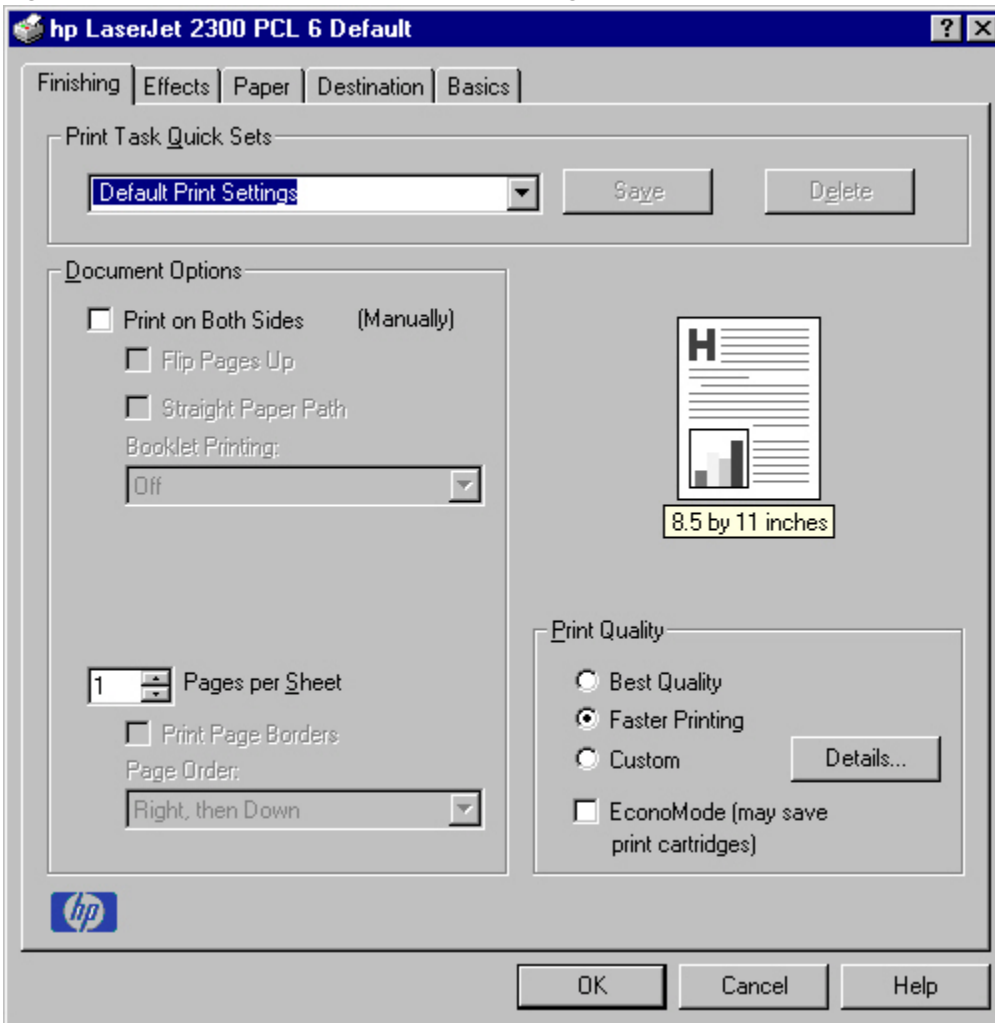 hp LaserJet 2300 PCL 6 Default
Finishing Effects Paper Destination Basics
Print Task Quick Sets
Default Print Settings Save Delete
Document Options
Print on Both Sides (Manually)
Flip Pages Up
Straight Paper Path
Booklet Printing:
Off
H
8.5 by 11 inches
1 Pages per Sheet
Print Page Borders
Page Order:
Right, then Down
Print Quality
Best Quality
Faster Printing
Custom Details...
EconoMode (may save
print cartridges)
hp
OK Cancel Help